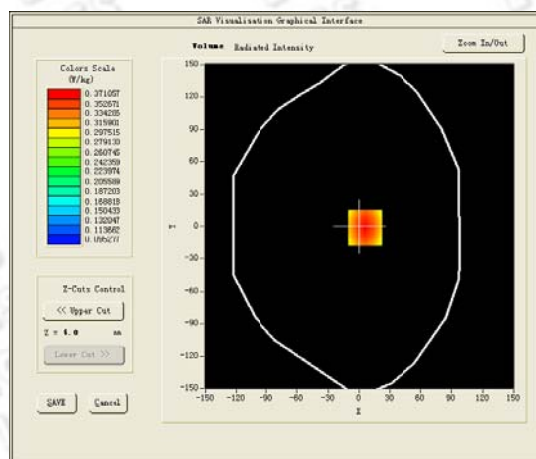 SAR Visualisation Graphical Interface
Volume Radiated Intensity
Zoom In/Out
Colors Scale
(W/kg)
0.371057
0.352671
0.334285
0.315901
0.297515
0.279130
0.260745
0.242359
0.223974
0.205589
0.187203
0.168818
0.150433
0.132047
0.113662
0.095277
Z-Cuts Control
<< Upper Cut
Z = 4.0 mm
Lower Cut >>
SAVE
Cancel
150
120
90
60
30
0
-30
-60
-90
-120
-150
Y
-150 -120 -90 -60 -30 0 30 60 90 120 150
X